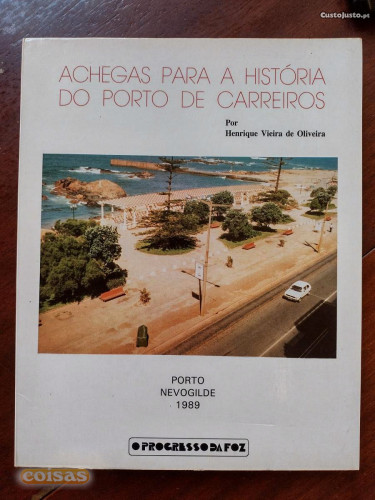 CustoJusto.pt
ACHEGAS PARA A HISTÓRIA
DO PORTO DE CARREIROS
Por
Henrique Vieira de Oliveira
PORTO
NEVOGILDE
1989
O PROGRESSO DA FOZ
coisas